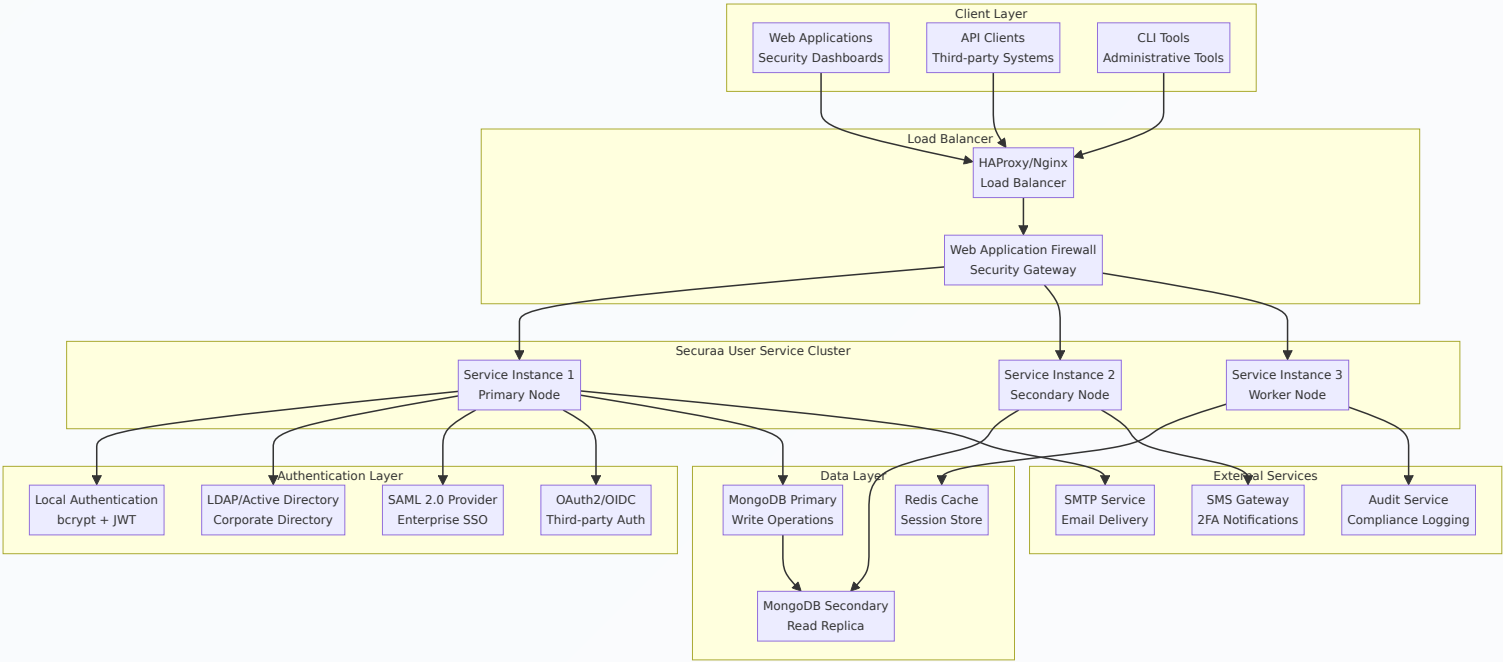 Client Layer
Web Applications
Security Dashboards
API Clients
Third-party Systems
CLI Tools
Administrative Tools
Load Balancer
HAProxy/Nginx
Load Balancer
Web Application Firewall
Security Gateway
Securaa User Service Cluster
Service Instance 1
Primary Node
Service Instance 2
Secondary Node
Service Instance 3
Worker Node
Authentication Layer
Local Authentication
bcrypt + JWT
LDAP/Active Directory
Corporate Directory
SAML 2.0 Provider
Enterprise SSO
OAuth2/OIDC
Third-party Auth
Data Layer
MongoDB Primary
Write Operations
Redis Cache
Session Store
MongoDB Secondary
Read Replica
External Services
SMTP Service
Email Delivery
SMS Gateway
2FA Notifications
Audit Service
Compliance Logging